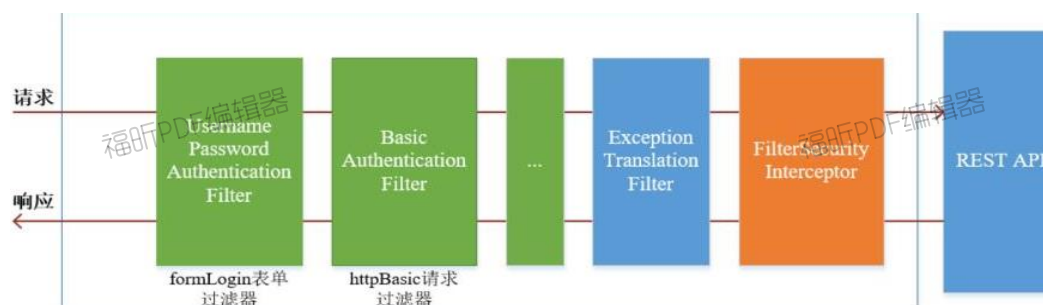 请求
响应
福昕PDF编辑器
Username
Password
Authentication
Filter
formLogin表单
过滤器
Basic
Authentication
Filter
httpBasic请求
过滤器
...
Exception
Translation
Filter
福昕PDF编辑器
FilterSecurity
Interceptor
REST API